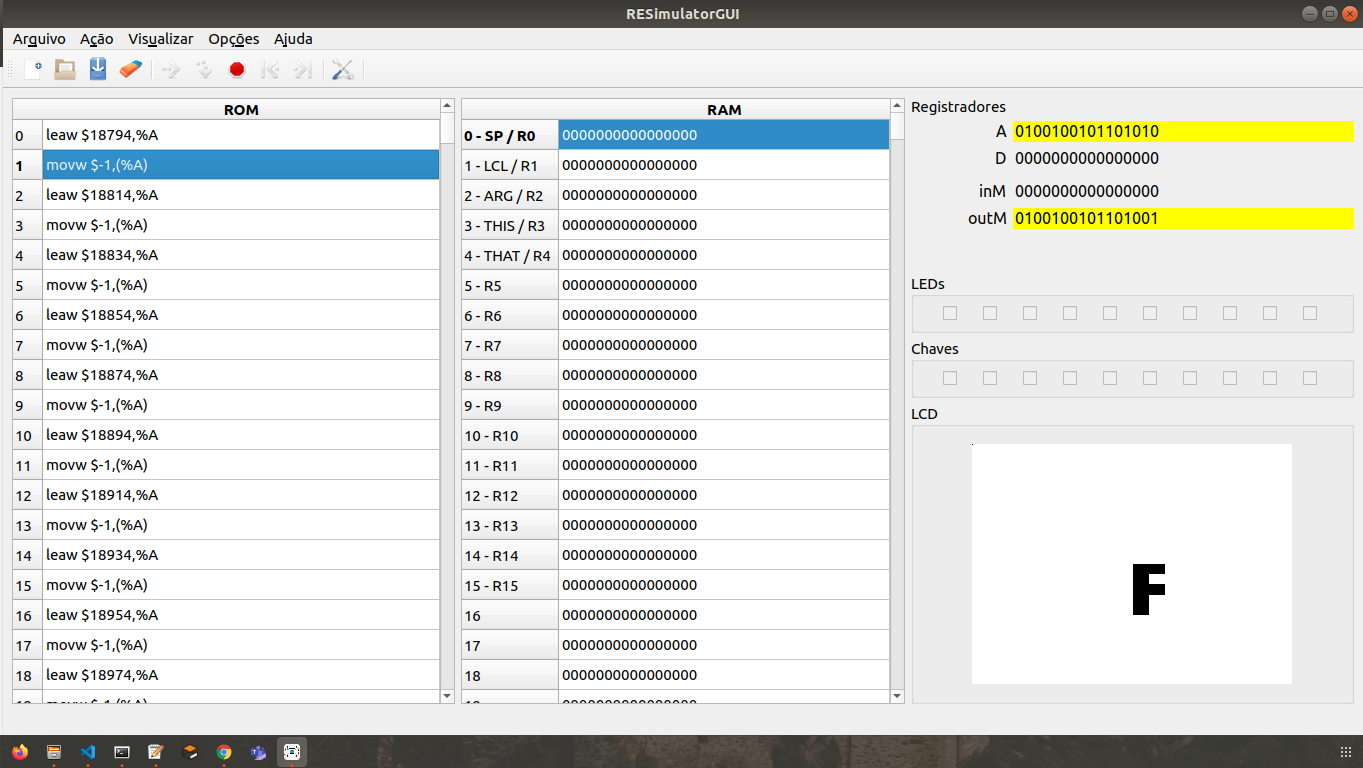 RESimulatorGUI
Arquivo Ação Visualizar Opções Ajuda
ROM
0 leaw $18794,%A
1 movw $-1,(%A)
2 leaw $18814,%A
3 movw $-1,(%A)
4 leaw $18834,%A
5 movw $-1,(%A)
6 leaw $18854,%A
7 movw $-1,(%A)
8 leaw $18874,%A
9 movw $-1,(%A)
10 leaw $18894,%A
11 movw $-1,(%A)
12 leaw $18914,%A
13 movw $-1,(%A)
14 leaw $18934,%A
15 movw $-1,(%A)
16 leaw $18954,%A
17 movw $-1,(%A)
18 leaw $18974,%A
RAM
0 - SP / R0 0000000000000000
1 - LCL / R1 0000000000000000
2 - ARG / R2 0000000000000000
3 - THIS / R3 0000000000000000
4 - THAT / R4 0000000000000000
5 - R5 0000000000000000
6 - R6 0000000000000000
7 - R7 0000000000000000
8 - R8 0000000000000000
9 - R9 0000000000000000
10 - R10 0000000000000000
11 - R11 0000000000000000
12 - R12 0000000000000000
13 - R13 0000000000000000
14 - R14 0000000000000000
15 - R15 0000000000000000
16 0000000000000000
17 0000000000000000
18 0000000000000000
Registradores
A 0100100101101010
D 0000000000000000
inM 0000000000000000
outM 0100100101101001
LEDs
Chaves
LCD
F